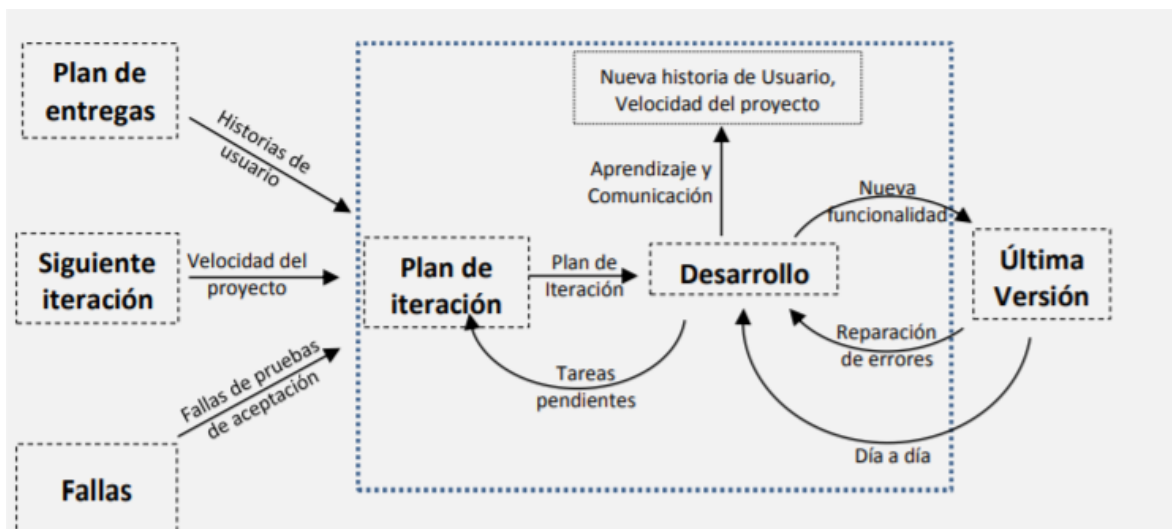 Plan de
entregas
Historias de
usuario
Nueva historia de Usuario,
Velocidad del proyecto
Aprendizaje y
Comunicación
Nueva
funcionalidad
Siguiente
iteración
Velocidad del
proyecto
Plan de
iteración
Plan de
Iteración
Desarrollo
Última
Versión
Reparación
de errores
Tareas
pendientes
Fallas de pruebas
de aceptación
Día a día
Fallas